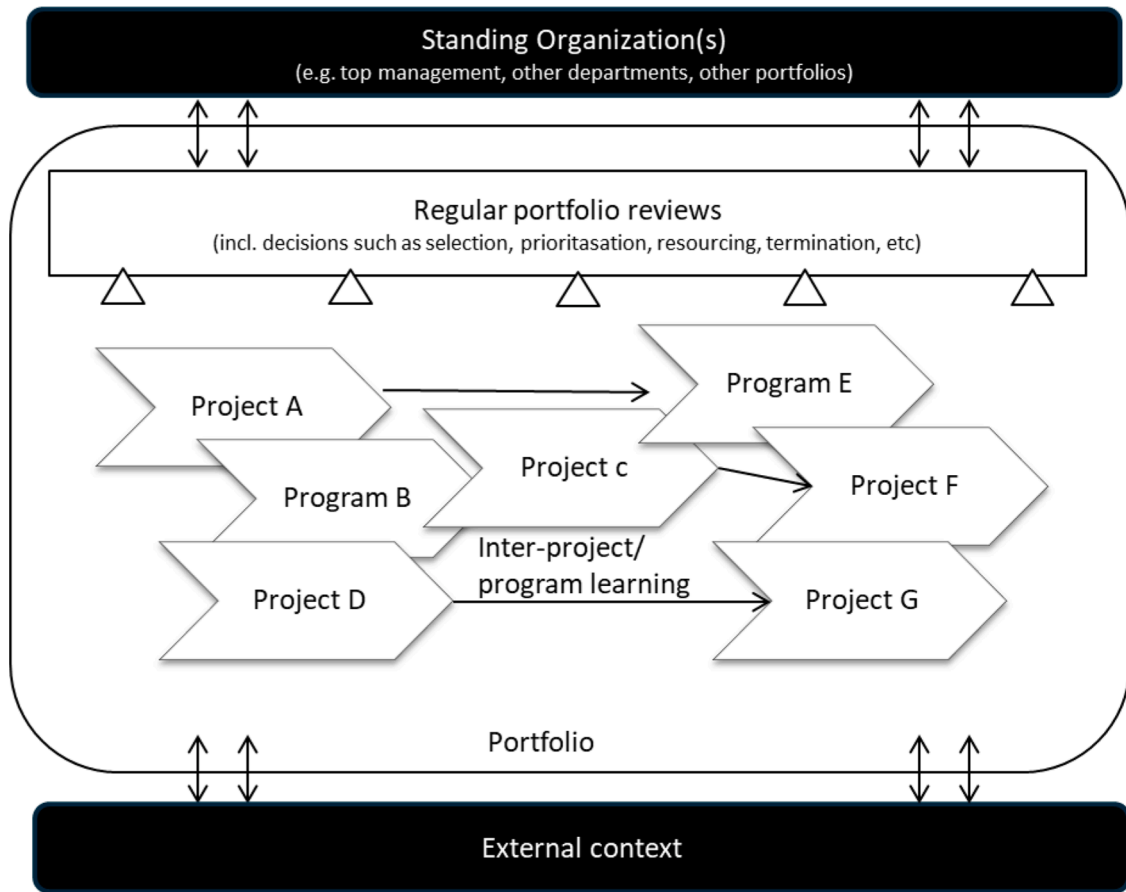 Standing Organization(s)
(e.g. top management, other departments, other portfolios)
Regular portfolio reviews
(incl. decisions such as selection, prioritasation, resourcing, termination, etc)
Project A
Program E
Project c
Program B
Project F
Inter-project/
program learning
Project D
Project G
Portfolio
External context